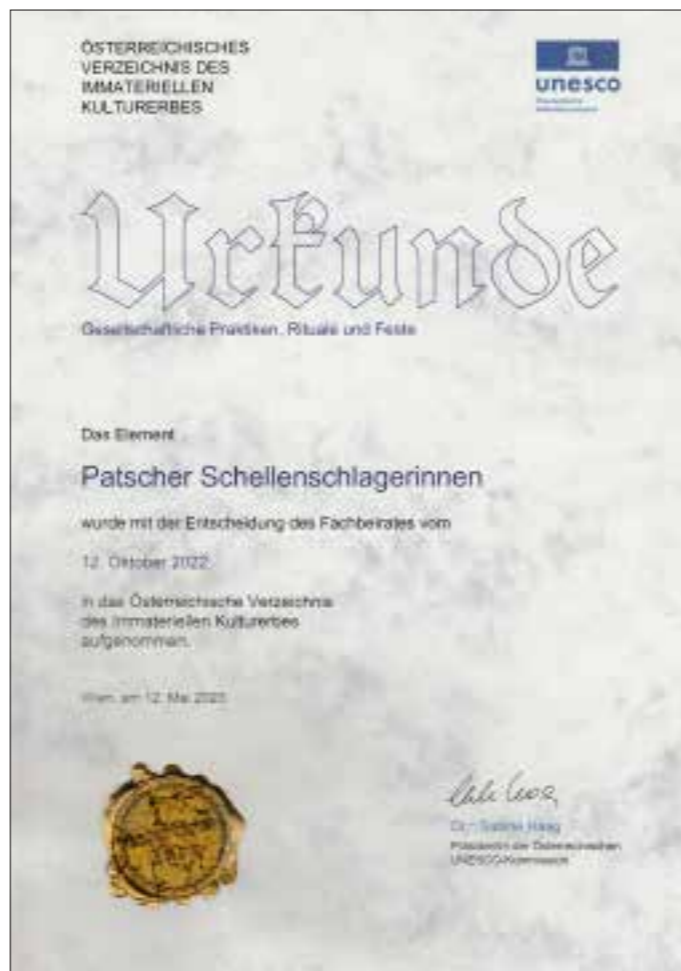 ÖSTERREICHISCHES
VERZEICHNIS DES
IMMATERIELLEN
KULTURERBES
unesco
Urkunde
Gesellschaftliche Praktiken, Rituale und Feste
Das Element
Patscher Schellenschlagerinnen
wurde mit der Entscheidung des Fachbeirates vom
12. Oktober 2022
in das Österreichische Verzeichnis
des Immateriellen Kulturerbes
aufgenommen.
Wien, am 12. Mai
Sabine Haag
Präsidentin der Österreichischen
UNESCO-Kommission